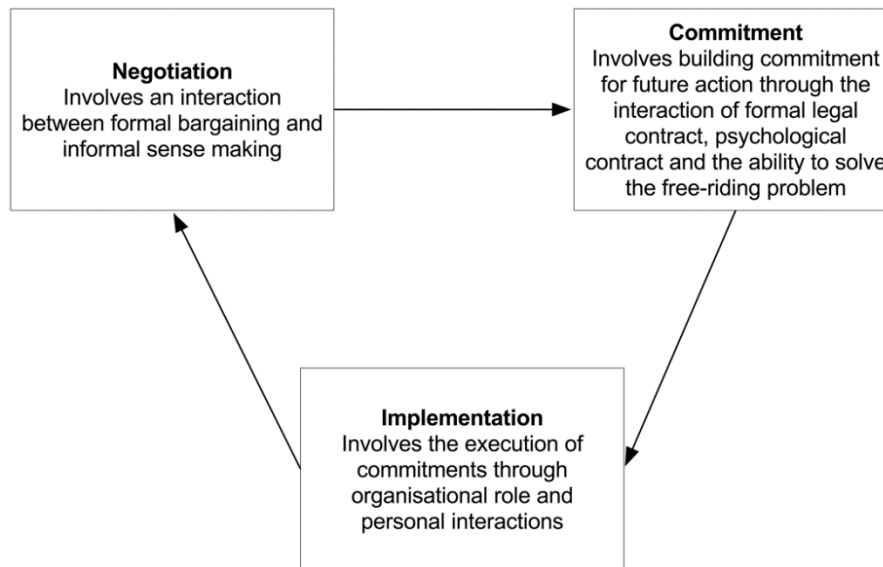 Negotiation
Involves an interaction
between formal bargaining and
informal sense making
Commitment
Involves building commitment
for future action through the
interaction of formal legal
contract, psychological
contract and the ability to solve
the free-riding problem
Implementation
Involves the execution of
commitments through
organisational role and
personal interactions